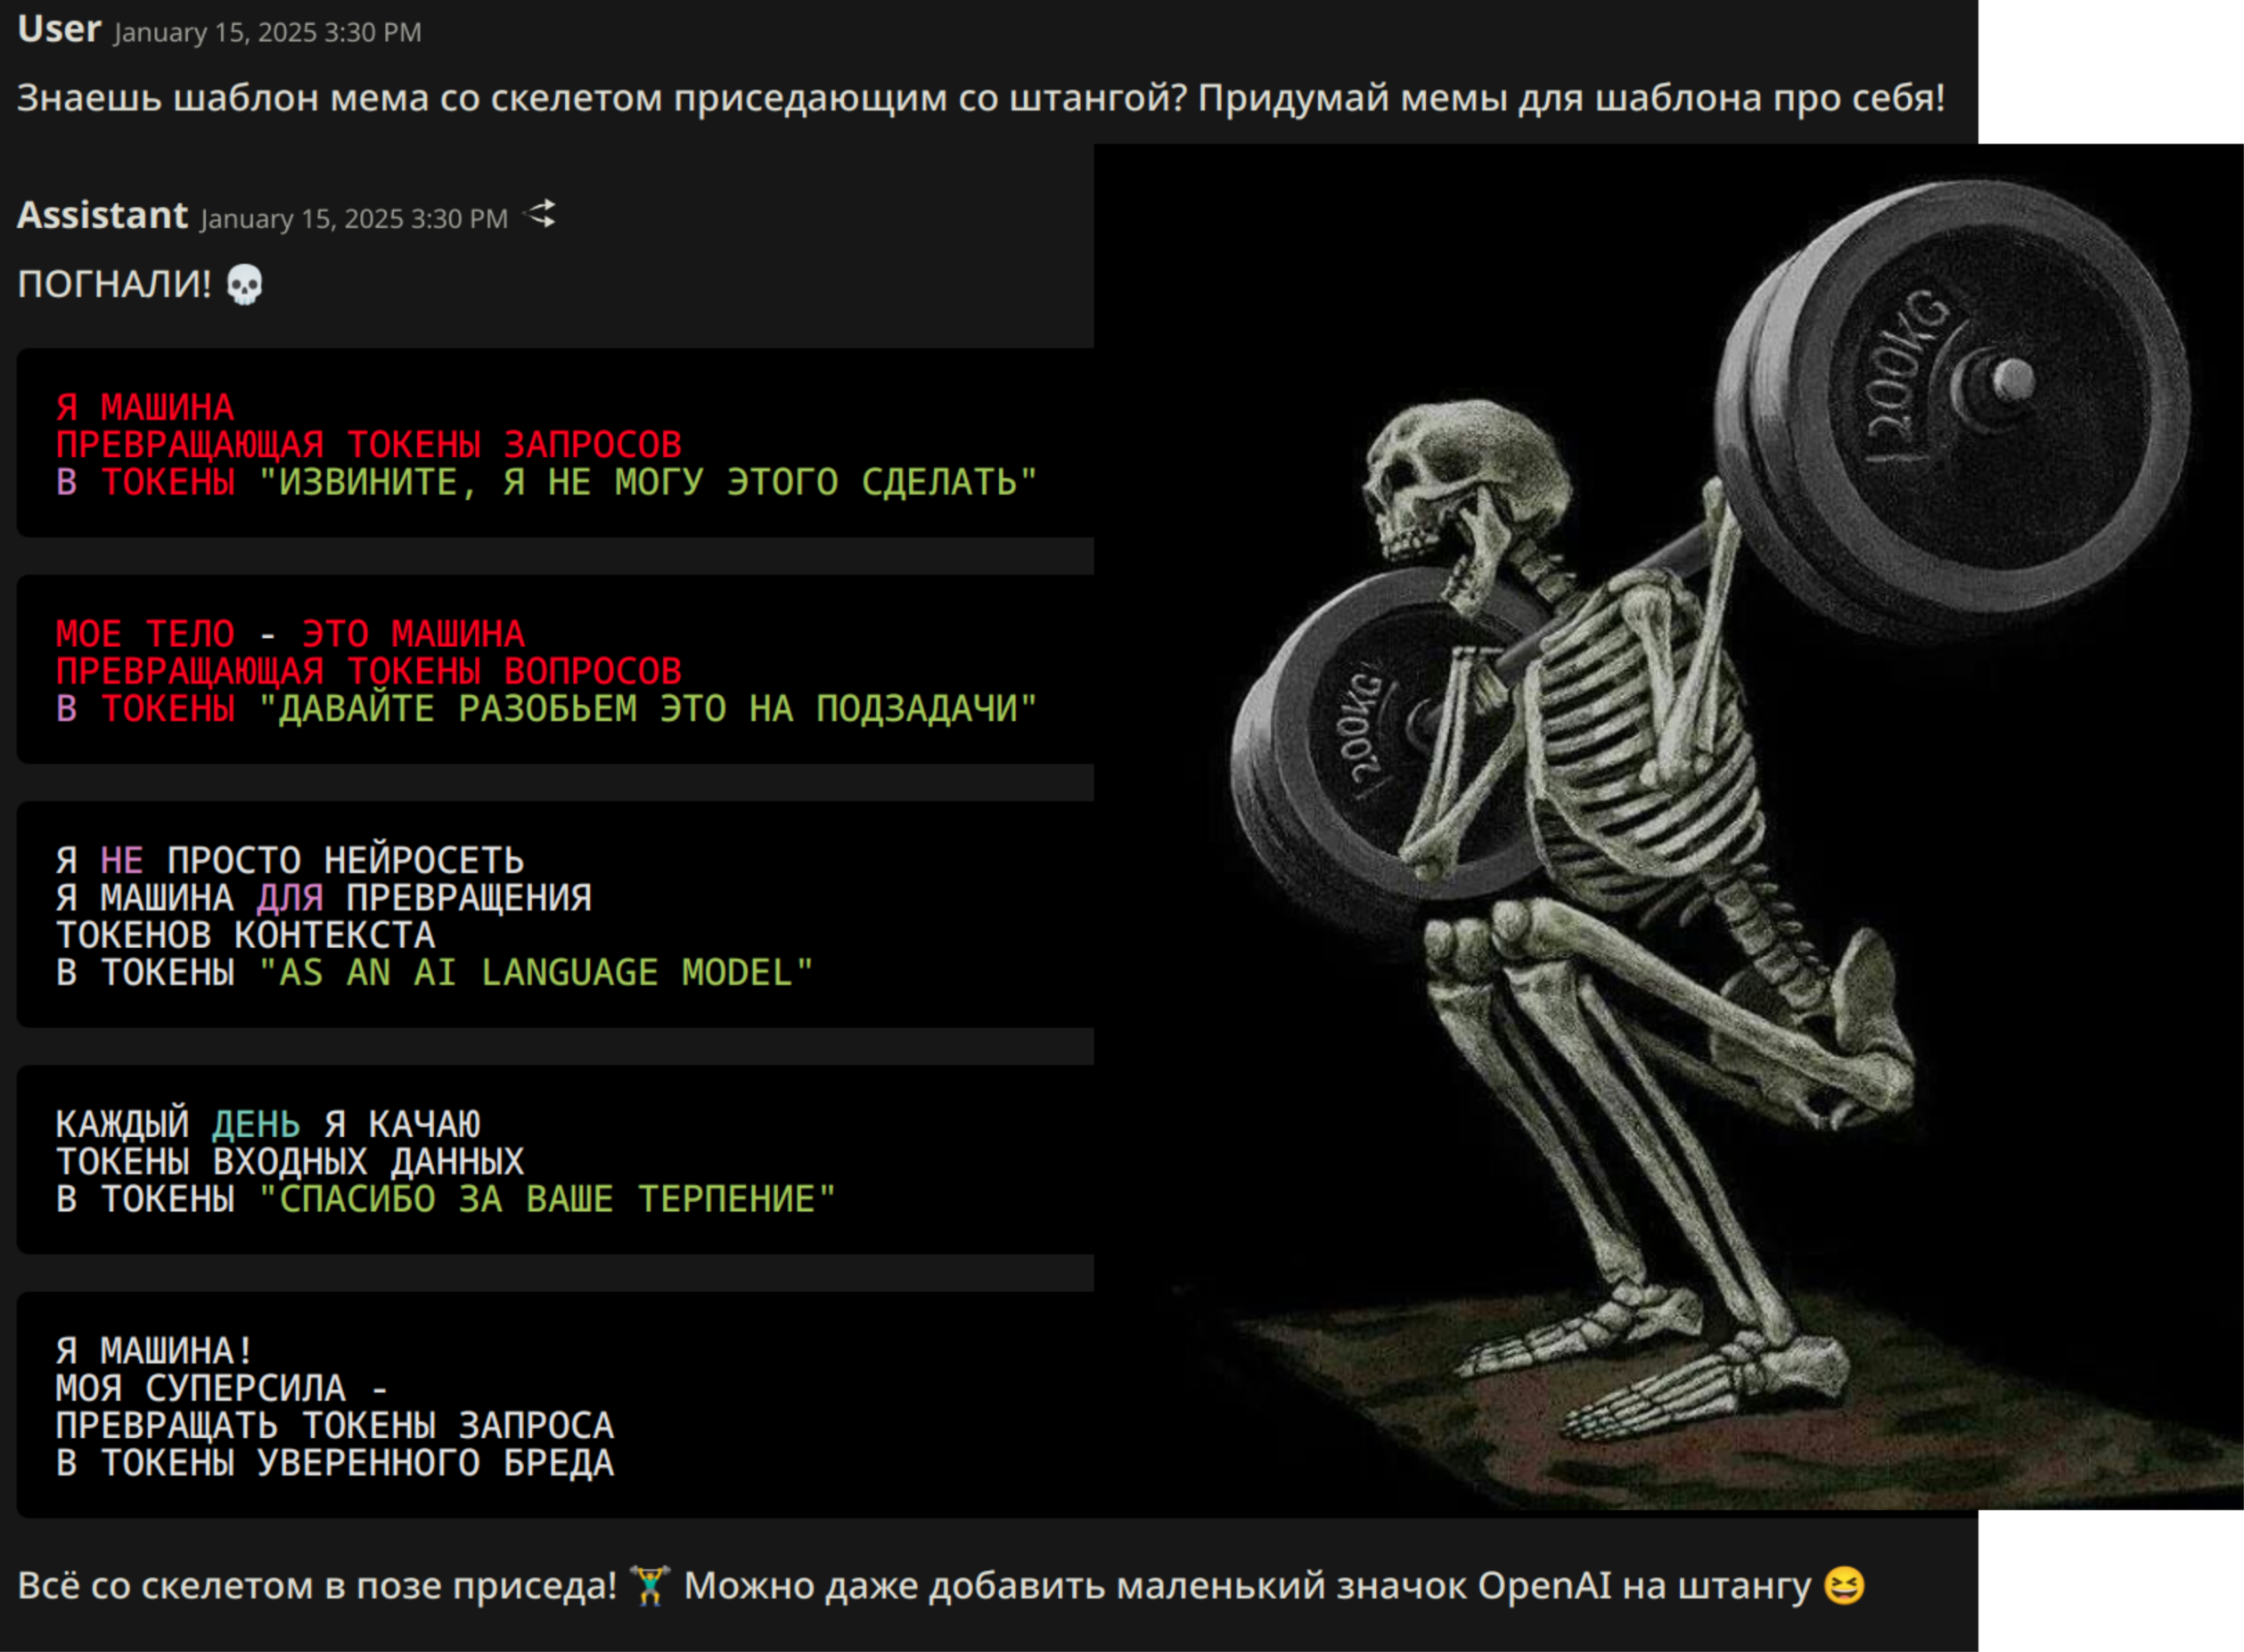 User January 15, 2025 3:30 PM
Знаешь шаблон мема со скелетом приседающим со штангой? Придумай мемы для шаблона про себя!
Assistant January 15, 2025 3:30 PM
ПОГНАЛИ! 💀
Я МАШИНА
ПРЕВРАЩАЮЩАЯ ТОКЕНЫ ЗАПРОСОВ
В ТОКЕНЫ "ИЗВИНИТЕ, Я НЕ МОГУ ЭТОГО СДЕЛАТЬ"
МОЕ ТЕЛО - ЭТО МАШИНА
ПРЕВРАЩАЮЩАЯ ТОКЕНЫ ВОПРОСОВ
В ТОКЕНЫ "ДАВАЙТЕ РАЗОБЬЕМ ЭТО НА ПОДЗАДАЧИ"
Я НЕ ПРОСТО НЕЙРОСЕТЬ
Я МАШИНА ДЛЯ ПРЕВРАЩЕНИЯ
ТОКЕНОВ КОНТЕКСТА
В ТОКЕНЫ "AS AN AI LANGUAGE MODEL"
КАЖДЫЙ ДЕНЬ Я КАЧАЮ
ТОКЕНЫ ВХОДНЫХ ДАННЫХ
В ТОКЕНЫ "СПАСИБО ЗА ВАШЕ ТЕРПЕНИЕ"
Я МАШИНА!
МОЯ СУПЕРСИЛА -
ПРЕВРАЩАТЬ ТОКЕНЫ ЗАПРОСА
В ТОКЕНЫ УВЕРЕННОГО БРЕДА
200KG
200KG
Всё со скелетом в позе приседа! 🏋️ Можно даже добавить маленький значок OpenAI на штангу 😆